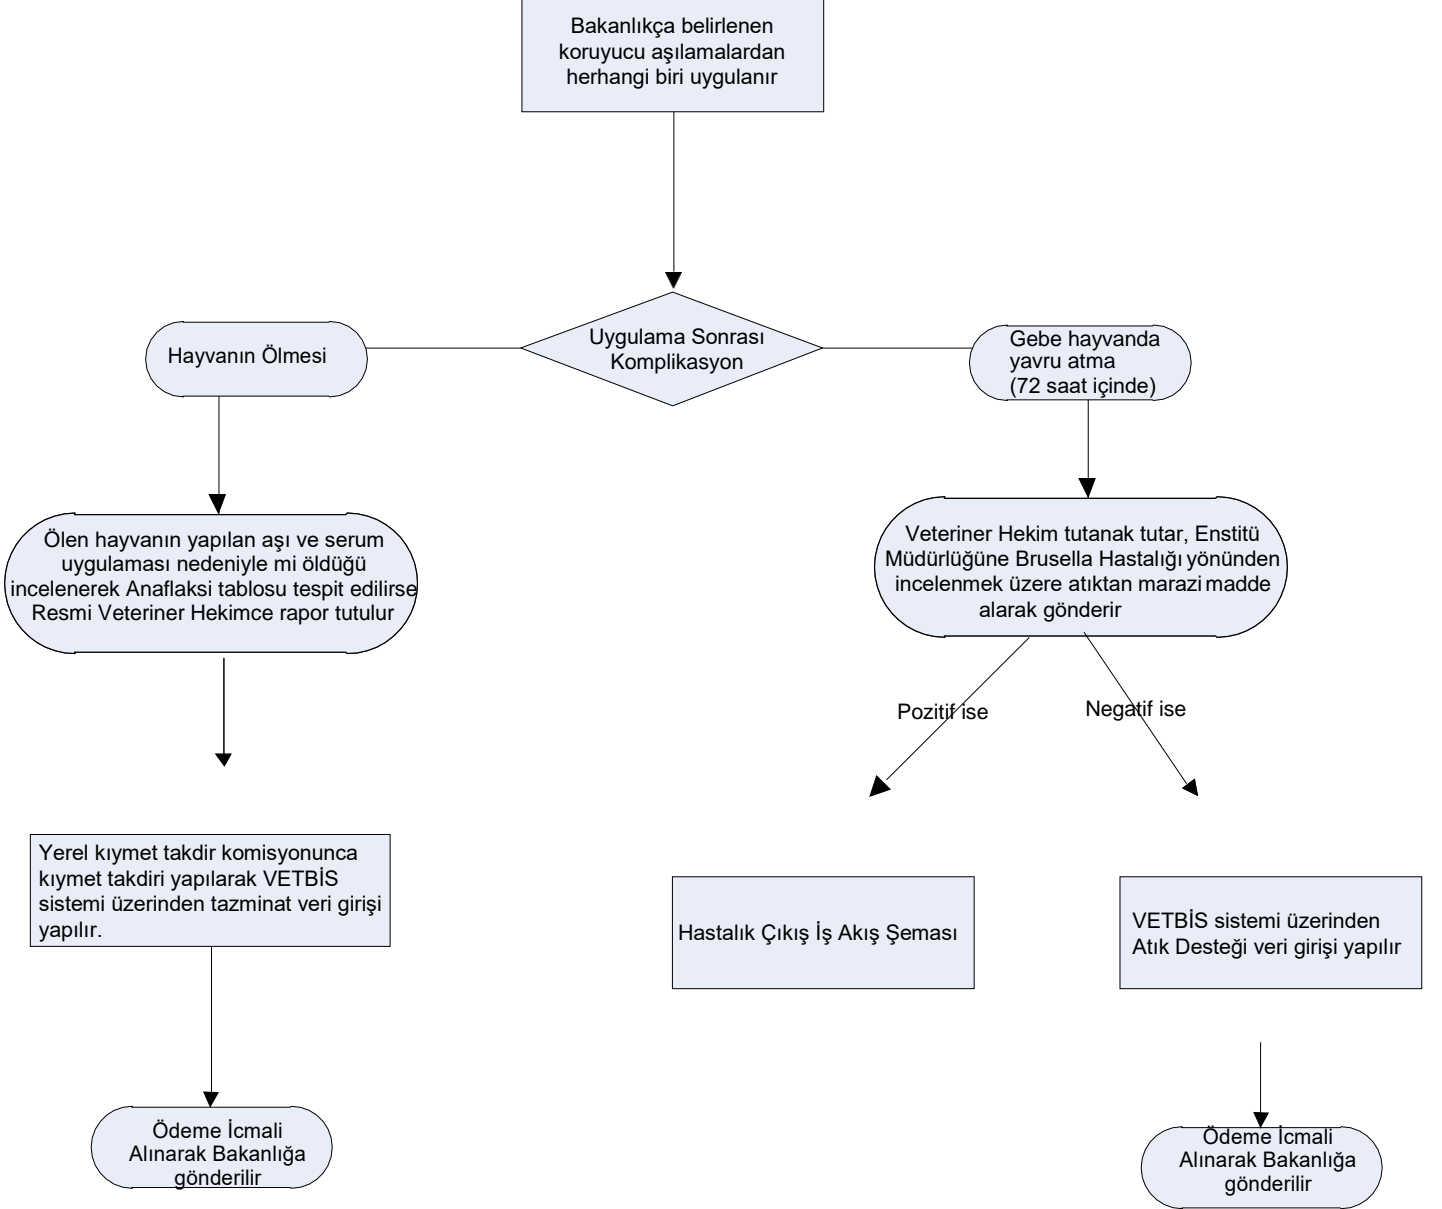 Bakanlıkça belirlenen
koruyucu aşılamalardan
herhangi biri uygulanır
Uygulama Sonrası
Komplikasyon
Hayvanın Ölmesi
Gebe hayvanda
yavru atma
(72 saat içinde)
Ölen hayvanın yapılan aşı ve serum
uygulaması nedeniyle mi öldüğü
incelenerek Anaflaksi tablosu tespit edilirse
Resmi Veteriner Hekimce rapor tutulur
Veteriner Hekim tutanak tutar, Enstitü
Müdürlüğüne Brusella Hastalığı yönünden
incelenmek üzere atıktan marazi madde
alarak gönderir
Pozitif ise
Negatif ise
Yerel kıymet takdir komisyonunca
kıymet takdiri yapılarak VETBİS
sistemi üzerinden tazminat veri girişi
yapılır.
Hastalık Çıkış İş Akış Şeması
VETBİS sistemi üzerinden
Atık Desteği veri girişi yapılır
Ödeme İcmali
Alınarak Bakanlığa
gönderilir
Ödeme İcmali
Alınarak Bakanlığa
gönderilir